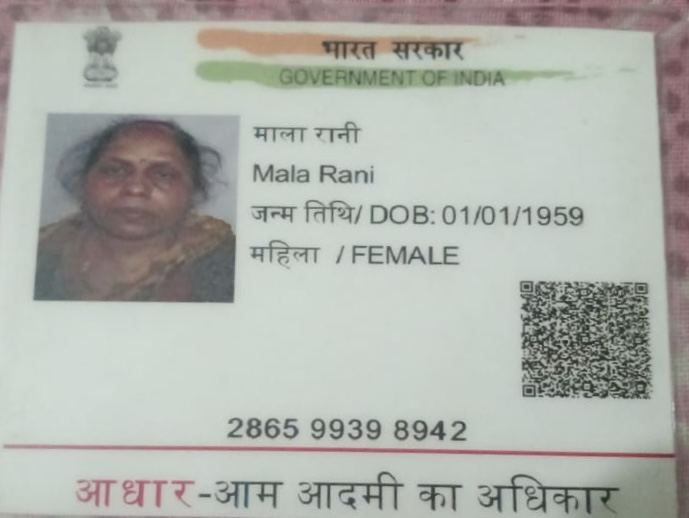 भारत सरकार
GOVERNMENT OF INDIA
माला रानी
Mala Rani
जन्म तिथि/ DOB: 01/01/1959
महिला / FEMALE
2865 9939 8942
आधार-आम आदमी का अधिकार